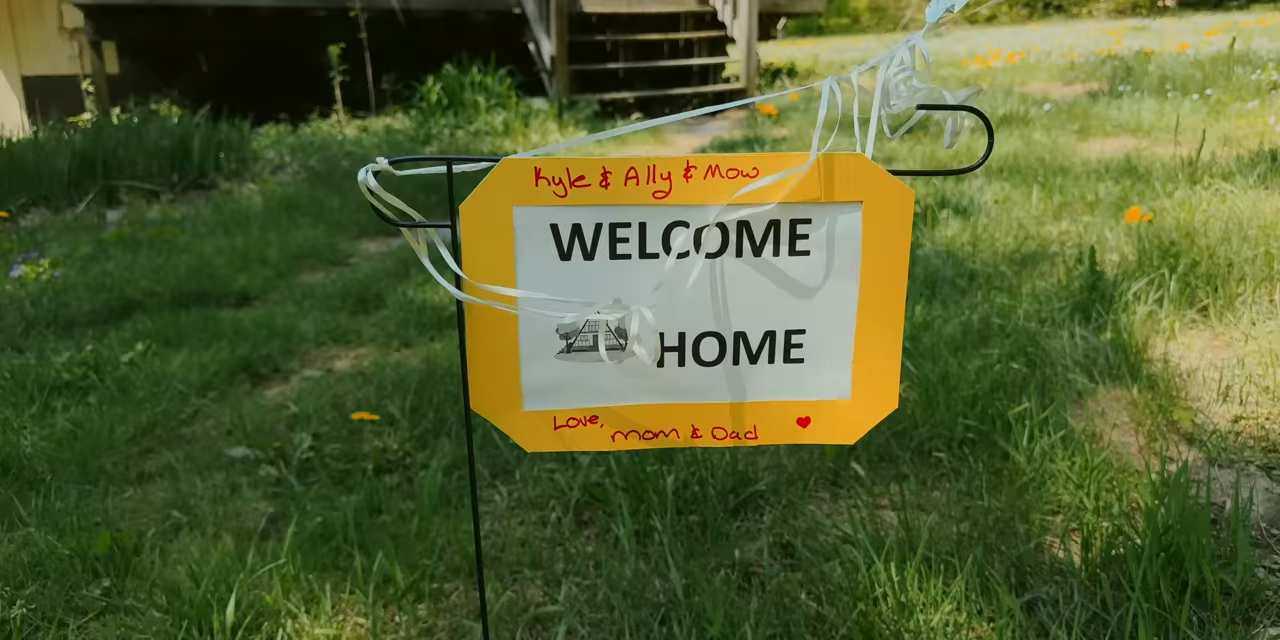 Kyle & Ally & Mow
WELCOME
HOME
Love,
mom & Dad ♥